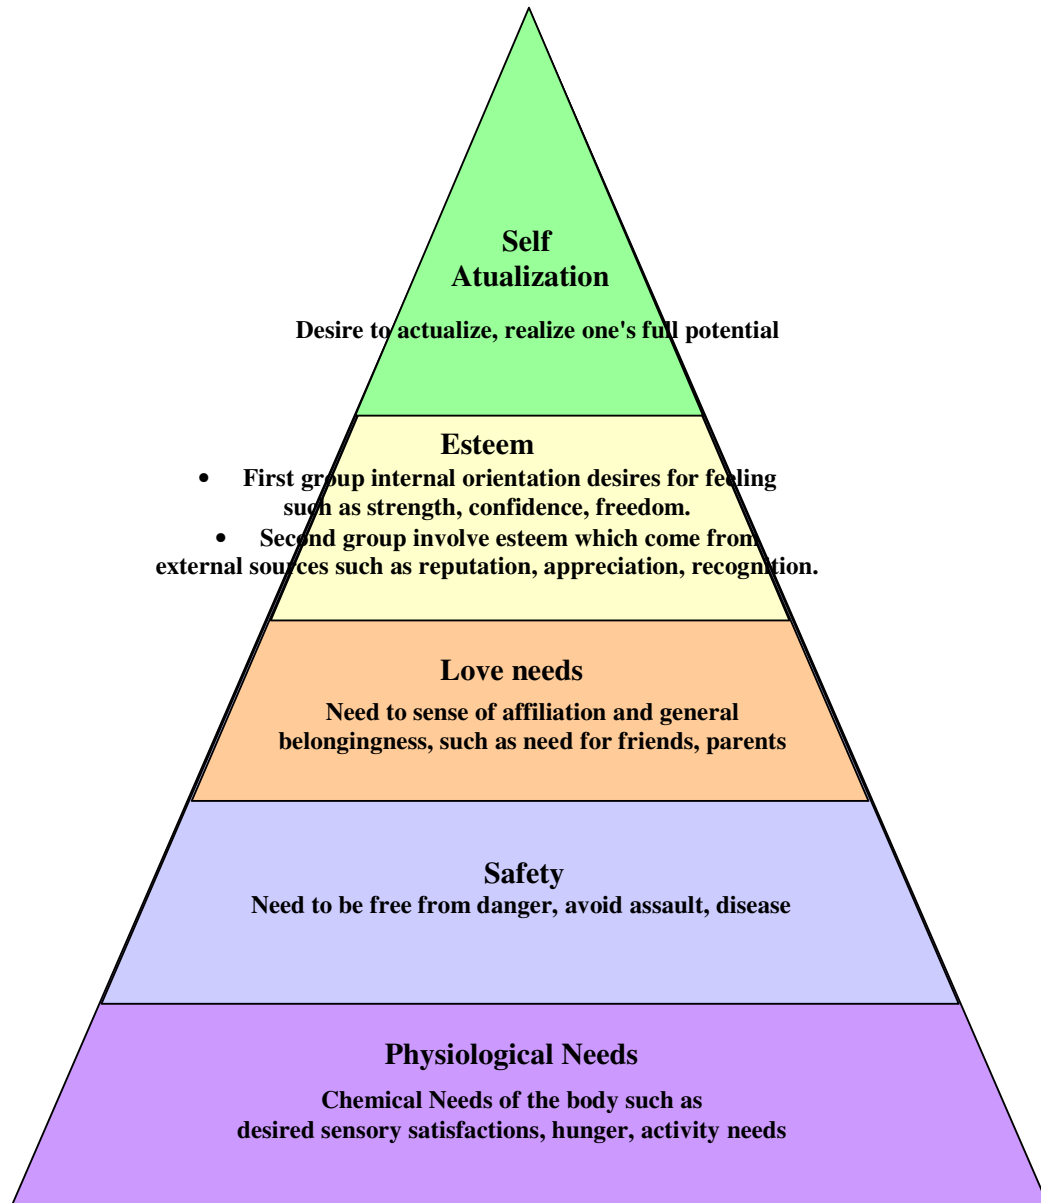 Self
Atualization
Desire to actualize, realize one's full potential
Esteem
• First group internal orientation desires for feeling
such as strength, confidence, freedom.
• Second group involve esteem which come from
external sources such as reputation, appreciation, recognition.
Love needs
Need to sense of affiliation and general
belongingness, such as need for friends, parents
Safety
Need to be free from danger, avoid assault, disease
Physiological Needs
Chemical Needs of the body such as
desired sensory satisfactions, hunger, activity needs